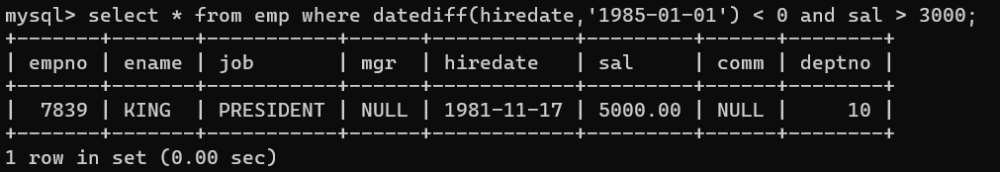 mysql> select * from emp where datediff(hiredate,'1985-01-01') < 0 and sal > 3000;
+-------+-------+-----------+------+------------+---------+------+--------+
| empno | ename | job       | mgr  | hiredate   | sal     | comm | deptno |
+-------+-------+-----------+------+------------+---------+------+--------+
|  7839 | KING  | PRESIDENT | NULL | 1981-11-17 | 5000.00 | NULL |     10 |
+-------+-------+-----------+------+------------+---------+------+--------+
1 row in set (0.00 sec)